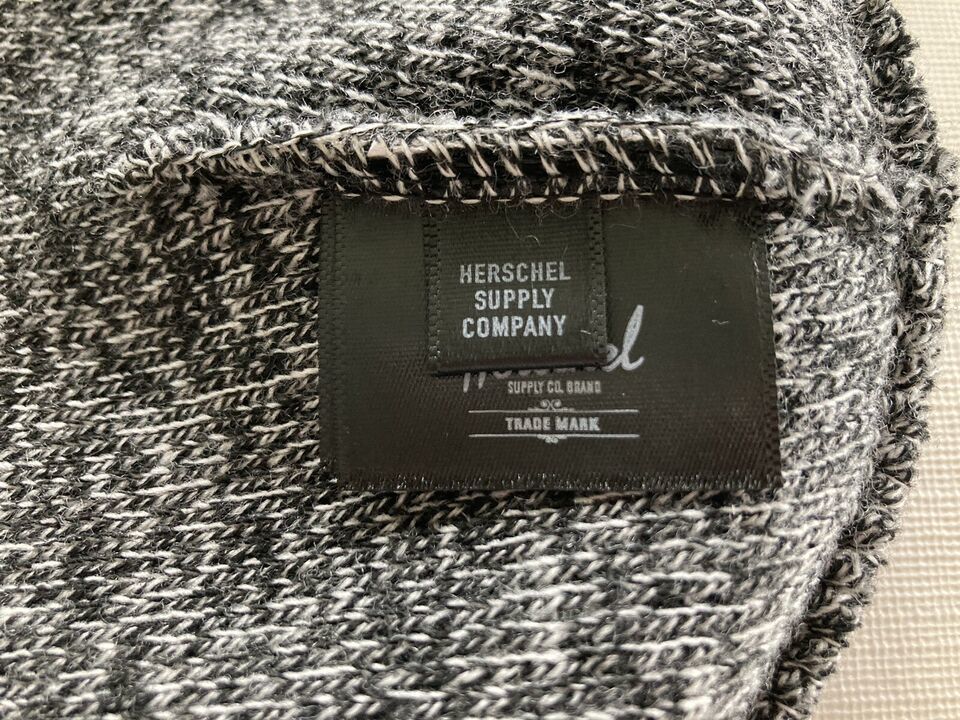 HERSCHEL
SUPPLY
COMPANY
SUPPLY CO. BRAND
TRADE MARK